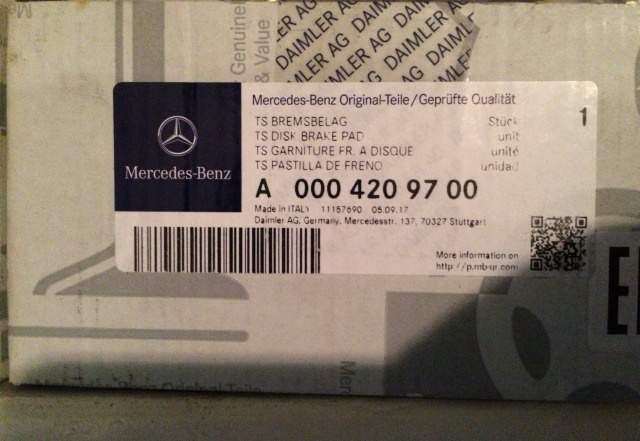 Genuine
& Value
DAIMLER AG
DAIMLER AG
DAIMLER AG
Mercedes-Benz
Mercedes-Benz Original-Teile/Geprüfte Qualität
TS BREMSBELAG Stück 1
TS DISK BRAKE PAD unit
TS GARNITURE FR. A DISQUE unité
TS PASTILLA DE FRENO unidad
A 000 420 97 00
Made in ITALY 11157690 05.09.17
Daimler AG, Germany, Mercedesstr. 137, 70327 Stuttgart
More information on
http://p.mb-qr.com